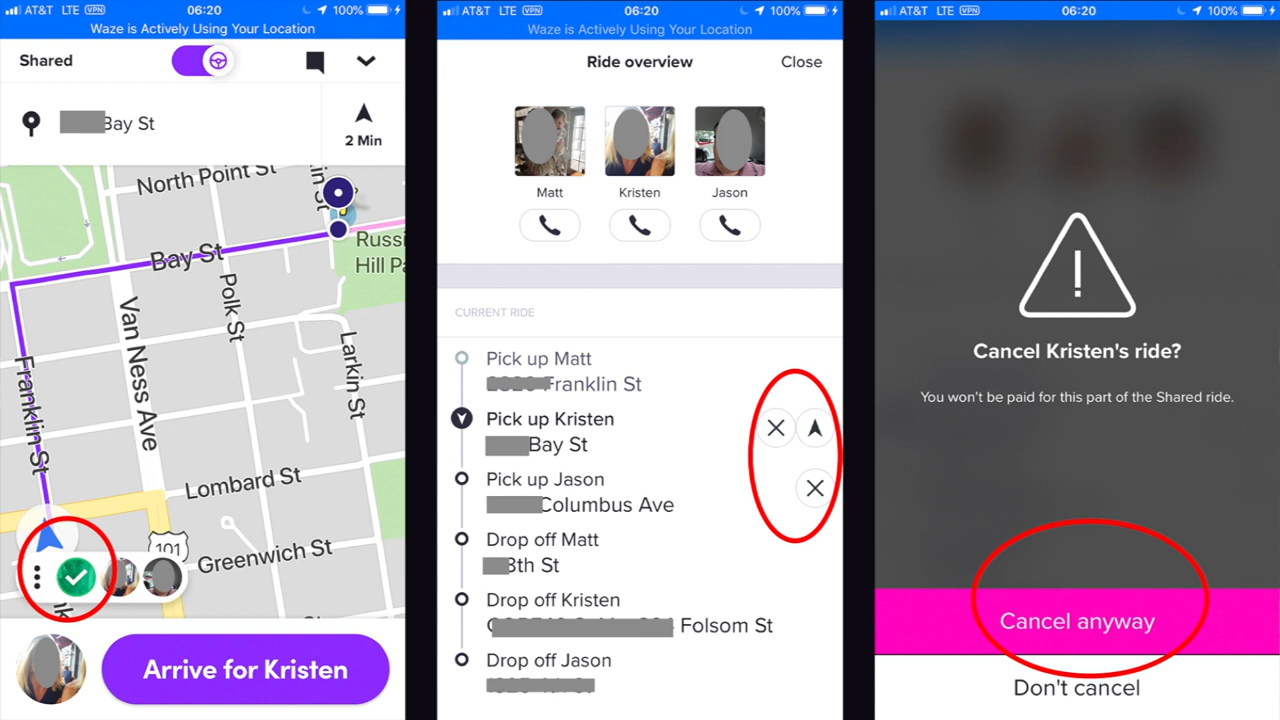 AT&T LTE VPN 06:20 100%
Waze is Actively Using Your Location
Shared
Bay St
2 Min
North Point St
Russi
Hill Pa
Bay St
Polk St
Van Ness Ave
Larkin St
Franklin St
Lombard St
101
Greenwich St
Arrive for Kristen
AT&T LTE VPN 06:20 100%
Waze is Actively Using Your Location
Ride overview
Close
Matt
Kristen
Jason
CURRENT RIDE
Pick up Matt
Franklin St
Pick up Kristen
Bay St
Pick up Jason
Columbus Ave
Drop off Matt
8th St
Drop off Kristen
Folsom St
Drop off Jason
AT&T LTE VPN 06:20 100%
Cancel Kristen's ride?
You won't be paid for this part of the Shared ride.
Cancel anyway
Don't cancel